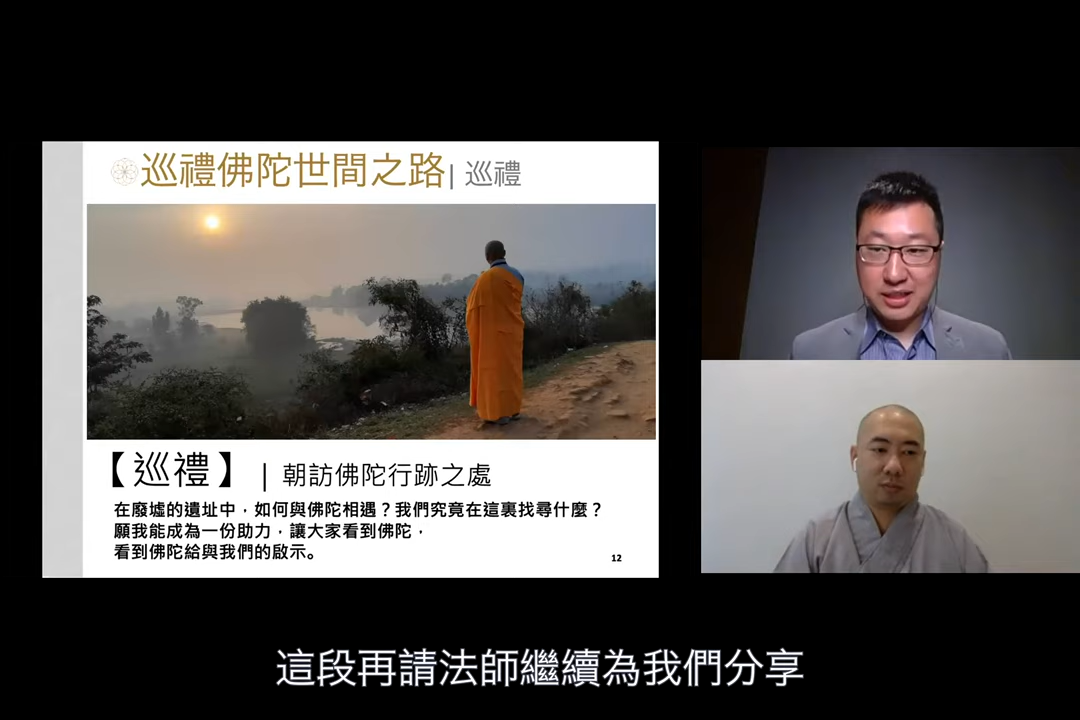 巡禮佛陀世間之路| 巡禮
【巡禮】 | 朝訪佛陀行跡之處
在廢墟的遺址中，如何與佛陀相遇？我們究竟在這裏找尋什麼？
願我能成為一份助力，讓大家看到佛陀，
看到佛陀給與我們的啟示。
12
這段再請法師繼續為我們分享